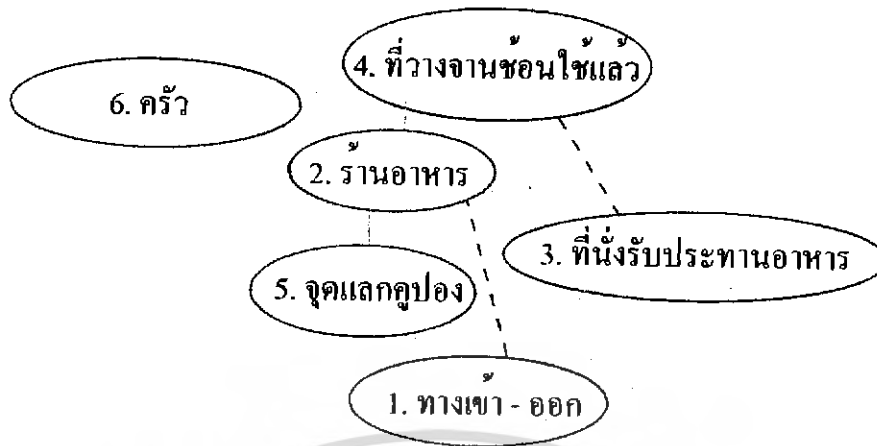 4. ที่วางจานช้อนใช้แล้ว
6. ครัว
2. ร้านอาหาร
3. ที่นั่งรับประทานอาหาร
5. จุดแลกคูปอง
1. ทางเข้า - ออก